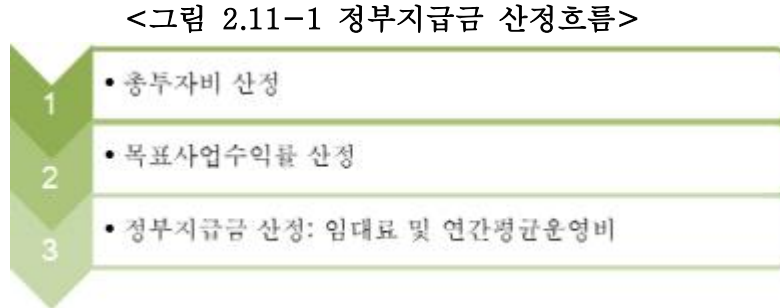 <그림 2.11-1 정부지급금 산정흐름>
1
• 총투자비 산정
2
• 목표사업수익률 산정
3
• 정부지급금 산정: 임대료 및 연간평균운영비